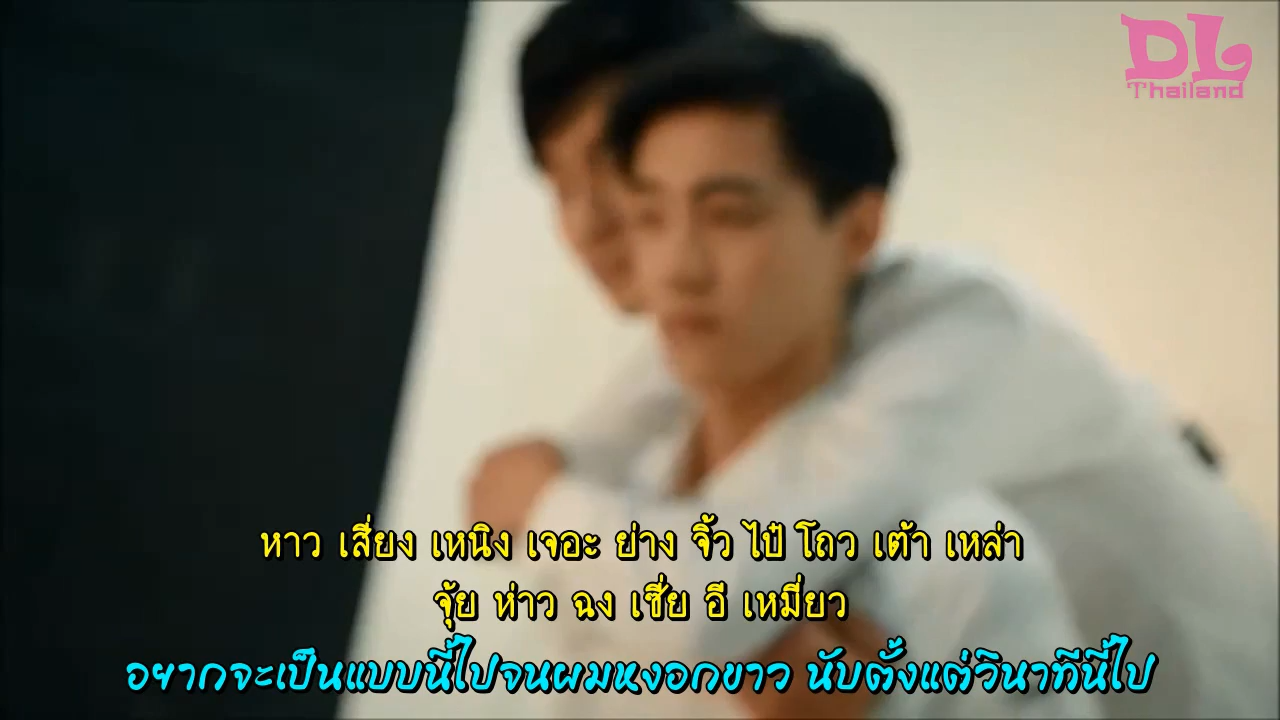 DL
Thailand
หาว เสี่ยง เหนิง เจอะ ย่าง จิ้ว ไป๋ โถว เต้า เหล่า
จุ้ย ห่าว ฉง เซี่ย อี เหมี่ยว
อยากจะเป็นแบบนี้ไปจนผมหงอกขาว นับตั้งแต่วินาทีนี้ไป